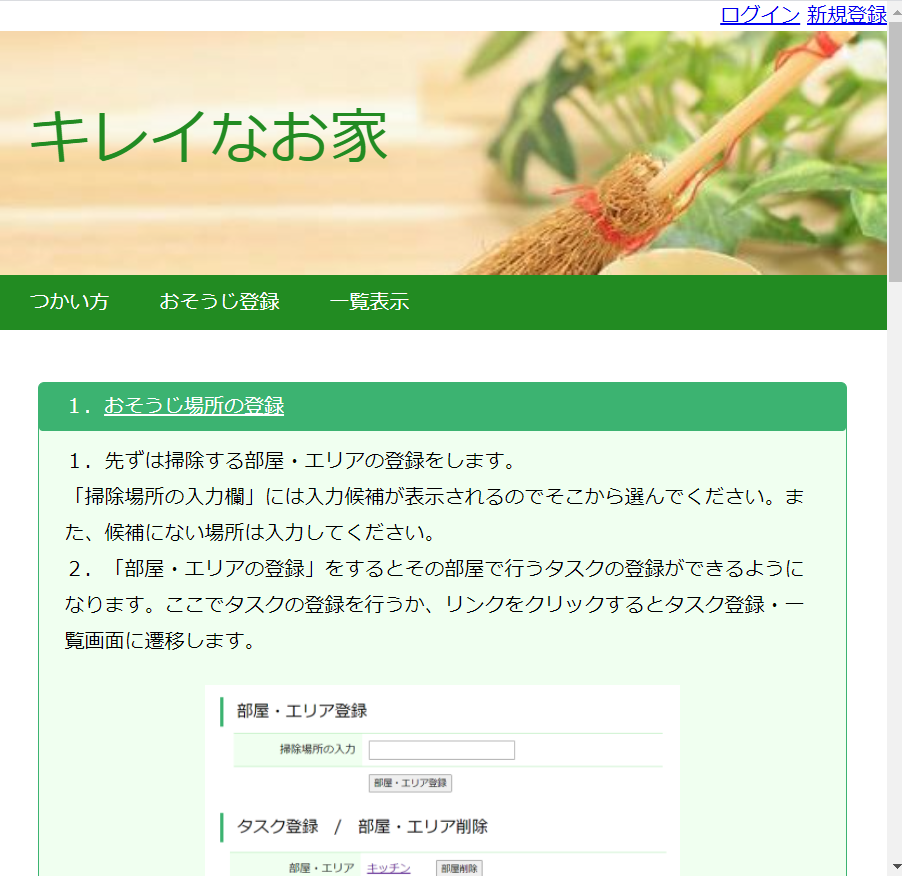 ログイン 新規登録
キレイなお家
つかい方 おそうじ登録 一覧表示
１．おそうじ場所の登録
１．先ずは掃除する部屋・エリアの登録をします。
「掃除場所の入力欄」には入力候補が表示されるのでそこから選んでください。ま
た、候補にない場所は入力してください。
２．「部屋・エリアの登録」をするとその部屋で行うタスクの登録ができるように
なります。ここでタスクの登録を行うか、リンクをクリックするとタスク登録・一
覧画面に遷移します。
部屋・エリア登録
掃除場所の入力
部屋・エリア登録
タスク登録 / 部屋・エリア削除
部屋・エリア キッチン 部屋削除